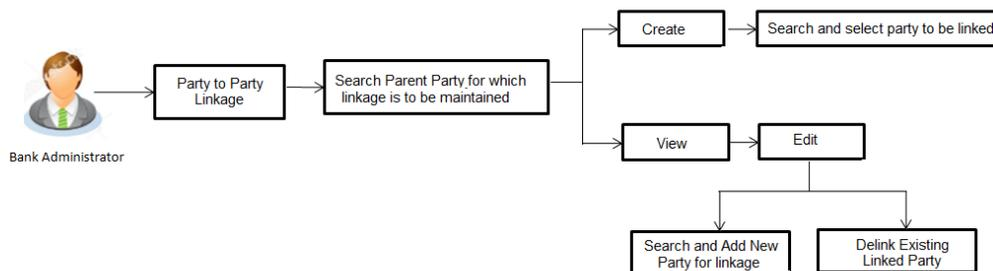 Bank Administrator
Party to Party
Linkage
Search Parent Party for which
linkage is to be maintained
Create
Search and select party to be linked
View
Edit
Search and Add New
Party for linkage
Delink Existing
Linked Party